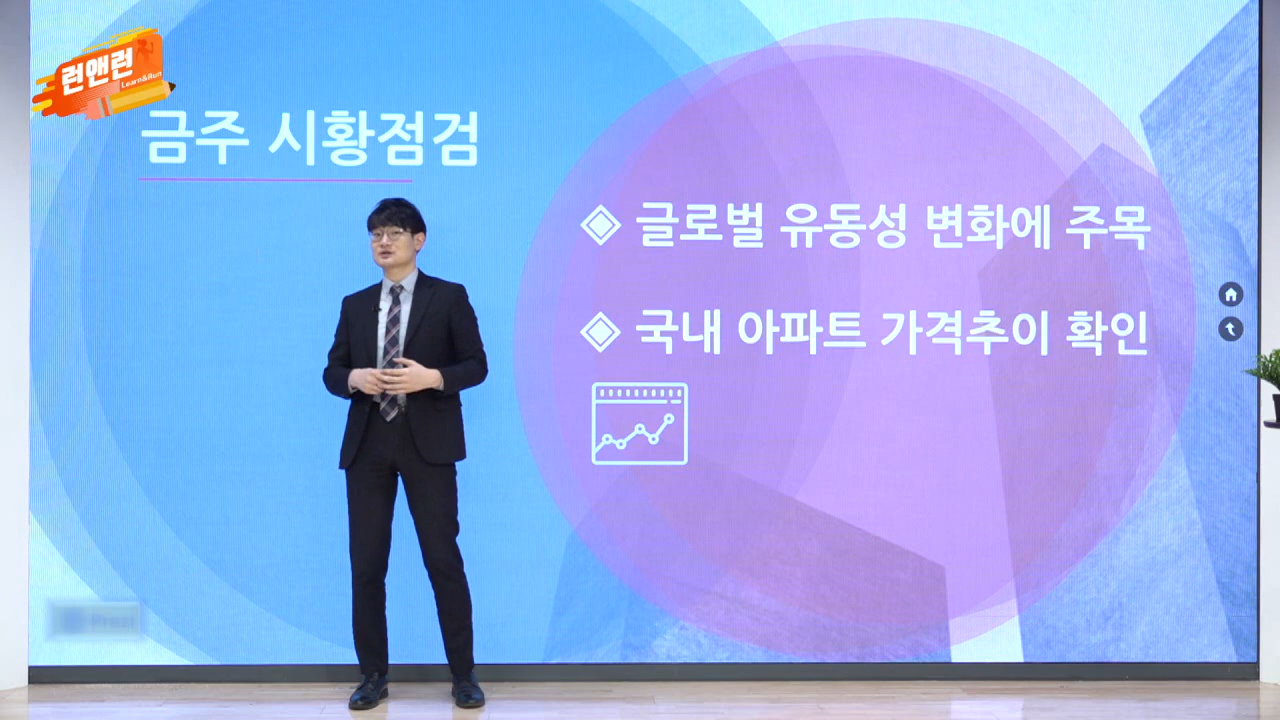 런앤런
Learn&Run
금주 시황점검
글로벌 유동성 변화에 주목
국내 아파트 가격추이 확인
Prezi